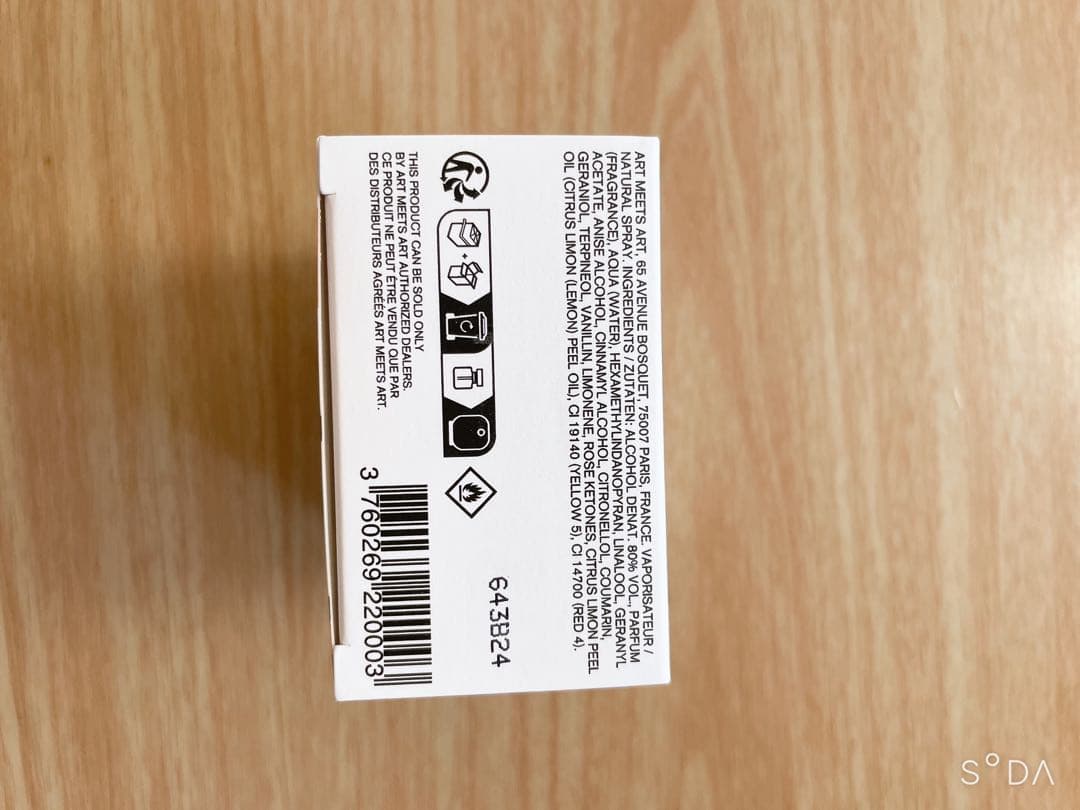 ART MEETS ART, 65 AVENUE BOSQUET, 75007 PARIS, FRANCE. VAPORISATEUR /
NATURAL SPRAY. INGREDIENTS / ZUTATEN: ALCOHOL DENAT. 80% VOL., PARFUM
(FRAGRANCE), AQUA (WATER), HEXAMETHYLINDANOPYRAN, LINALOOL, GERANYL
ACETATE, ANISE ALCOHOL, CINNAMYL ALCOHOL, CITRONELLOL, COUMARIN,
GERANIOL, TERPINEOL, VANILLIN, LIMONENE, ROSE KETONES, CITRUS LIMON PEEL
OIL (CITRUS LIMON (LEMON) PEEL OIL), CI 19140 (YELLOW 5), CI 14700 (RED 4).
643B24
THIS PRODUCT CAN BE SOLD ONLY
BY ART MEETS ART AUTHORIZED DEALERS.
CE PRODUIT NE PEUT ÊTRE VENDU QUE PAR
DES DISTRIBUTEURS AGRÉÉS ART MEETS ART.
3 760269 220003
S°DA